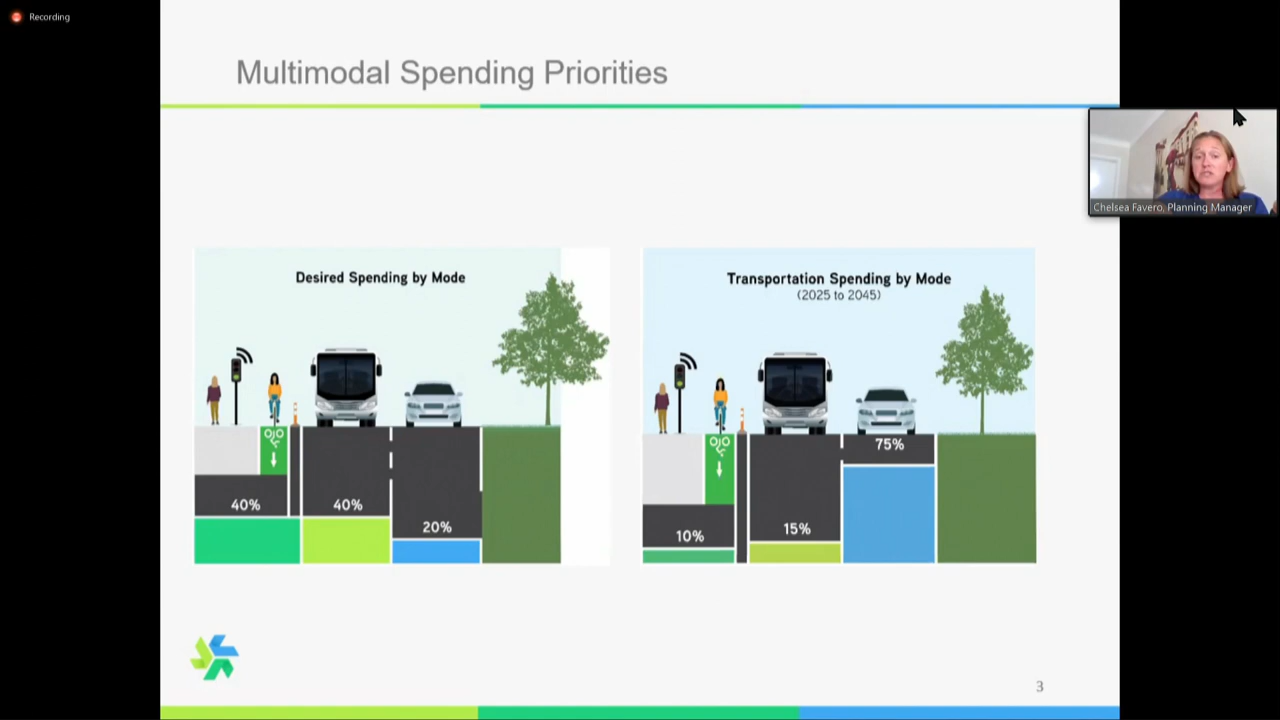 Recording
Multimodal Spending Priorities
Chelsea Favero, Planning Manager
Desired Spending by Mode
40%
40%
20%
Transportation Spending by Mode
(2025 to 2045)
75%
10%
15%
3